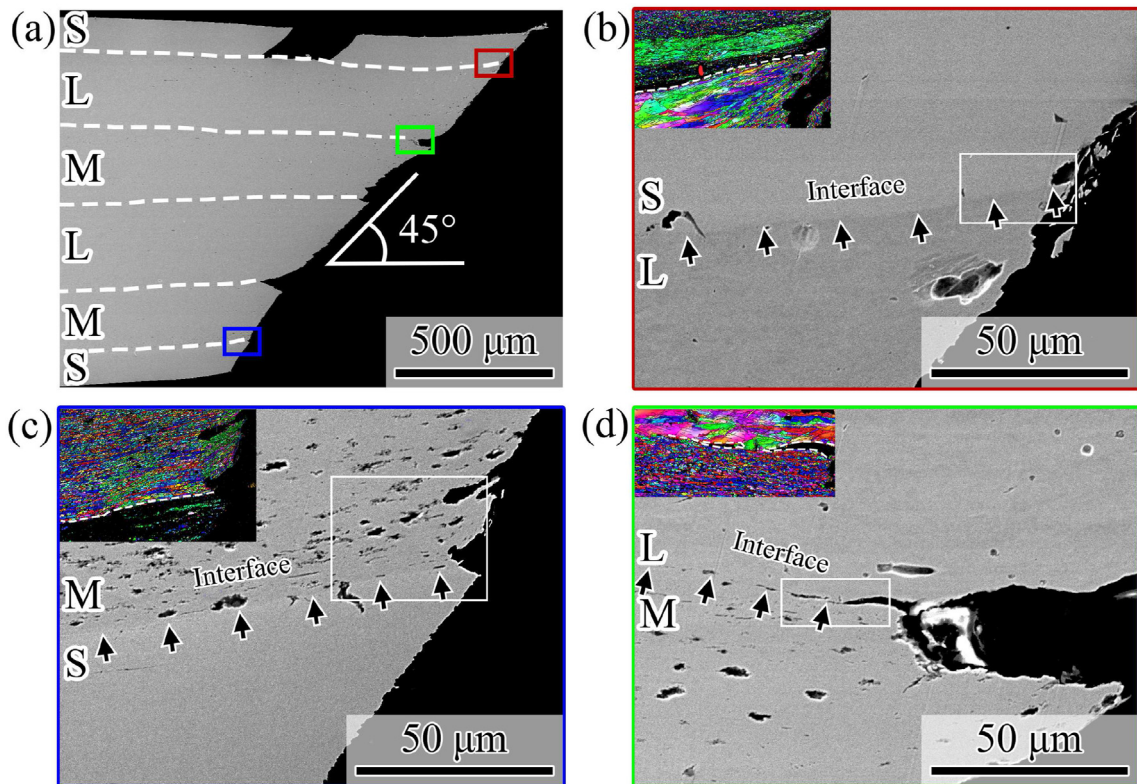 (a)
S
L
M
L
M
S
45°
500 μm
(b)
Interface
S
L
50 μm
(c)
Interface
M
S
50 μm
(d)
Interface
L
M
50 μm